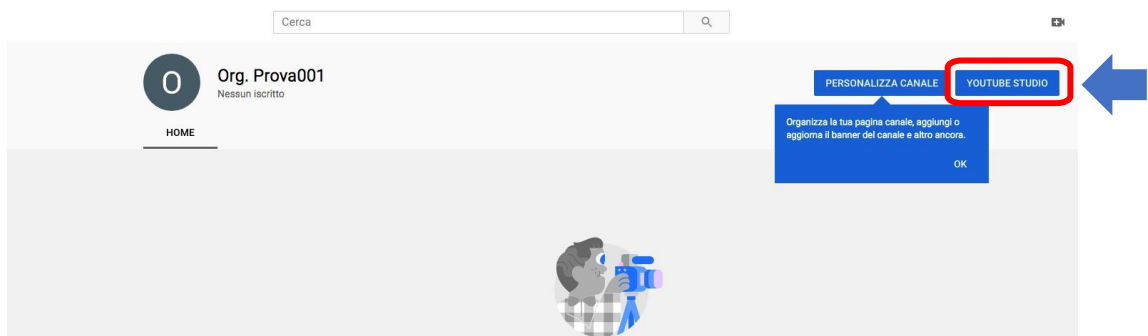 Cerca
O
Org. Prova001
Nessun iscritto
PERSONALIZZA CANALE
YOUTUBE STUDIO
HOME
Organizza la tua pagina canale, aggiungi o
aggiorna il banner del canale e altro ancora.
OK